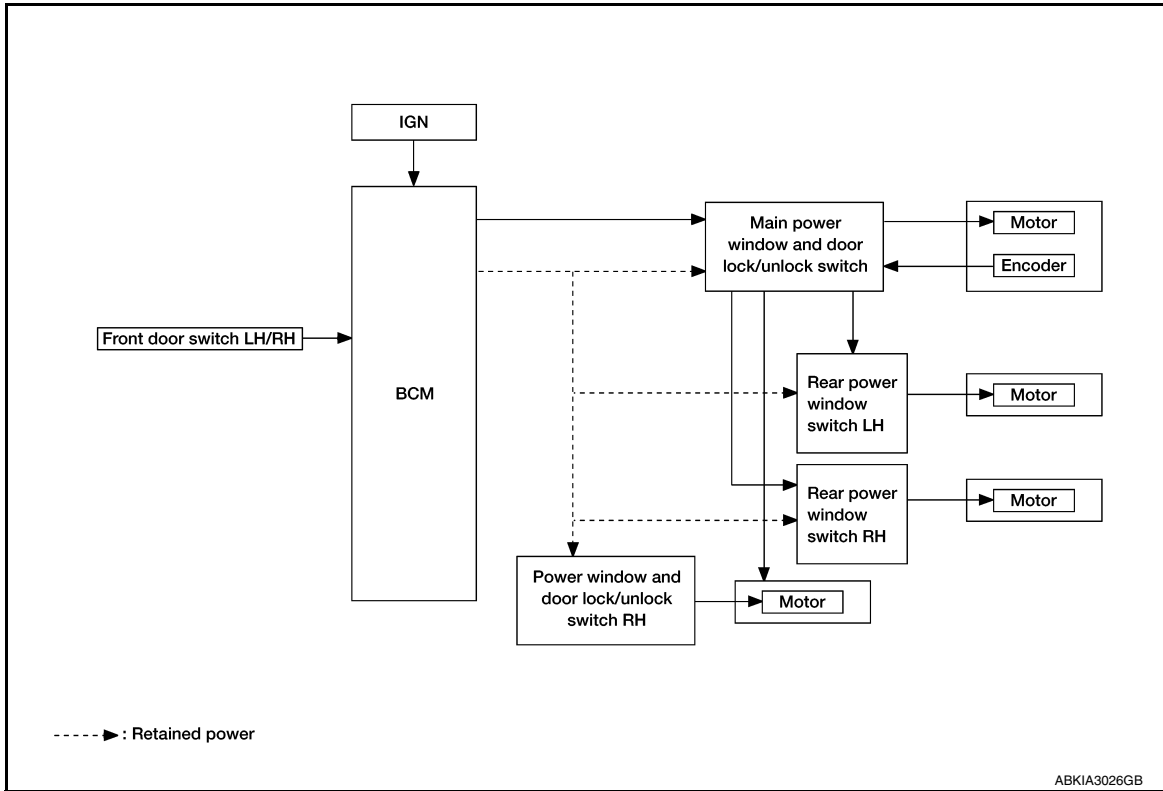 IGN
Main power
window and door
lock/unlock switch
Motor
Encoder
Front door switch LH/RH
BCM
Rear power
window
switch LH
Motor
Rear power
window
switch RH
Motor
Power window and
door lock/unlock
switch RH
Motor
: Retained power
ABKIA3026GB